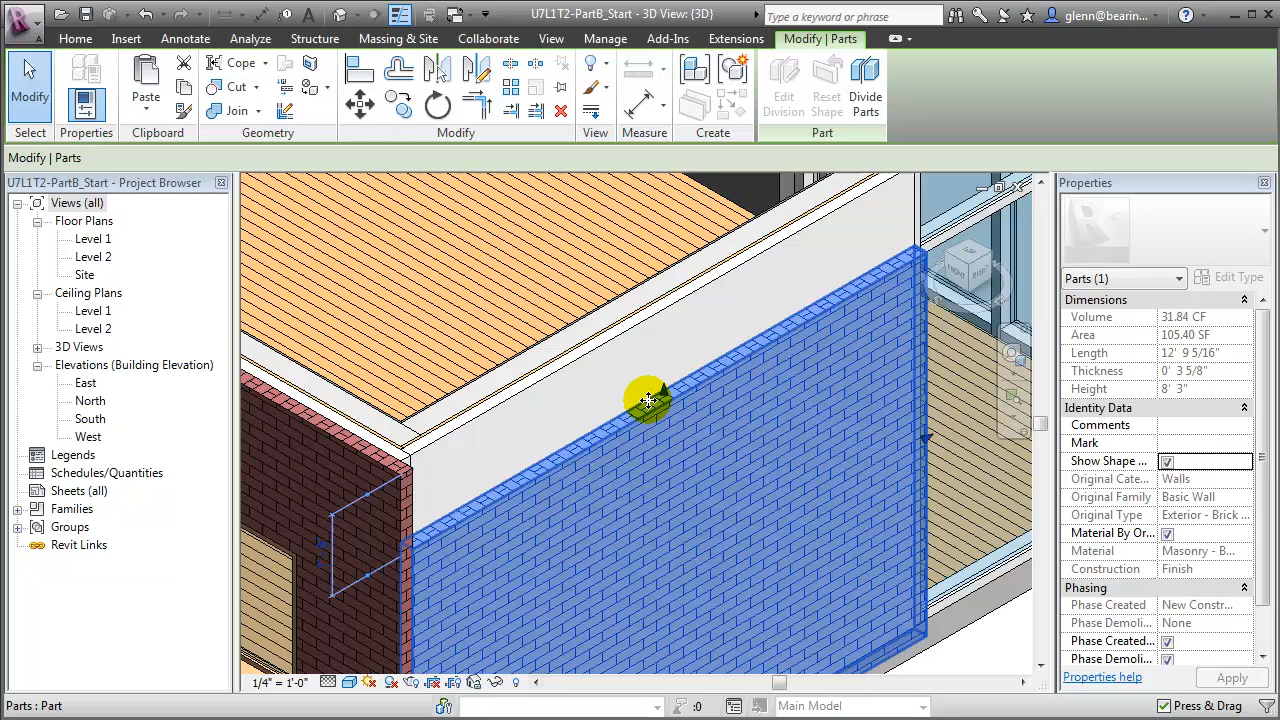 U7L1T2-PartB_Start - 3D View: {3D}
Type a keyword or phrase
glenn@bearin...
Home Insert Annotate Architecture Structure Massing & Site Collaborate View Manage Add-Ins Extensions Modify | Parts
Modify
Paste
Cope
Cut
Join
Edit Division
Reset Shape
Divide Parts
Select Properties Clipboard Geometry Modify View Measure Create Part
Modify | Parts
U7L1T2-PartB_Start - Project Browser
Views (all)
Floor Plans
Level 1
Level 2
Site
Ceiling Plans
Level 1
Level 2
3D Views
Elevations (Building Elevation)
East
North
South
West
Legends
Schedules/Quantities
Sheets (all)
Families
Groups
Revit Links
FRONT
RIGHT
Properties
Parts (1)
Edit Type
Dimensions
Volume 31.84 CF
Area 105.40 SF
Length 12' 9 5/16"
Thickness 0' 3 5/8"
Height 8' 3"
Identity Data
Comments
Mark
Show Shape ...
Original Cate... Walls
Original Family Basic Wall
Original Type Exterior - Brick ...
Material By Or...
Material Masonry - B...
Construction Finish
Phasing
Phase Created New Constr...
Phase Demoli... None
Phase Created...
Phase Demoli...
Properties help
Apply
1/4" = 1'-0"
Parts : Part
:0
Main Model
Press & Drag